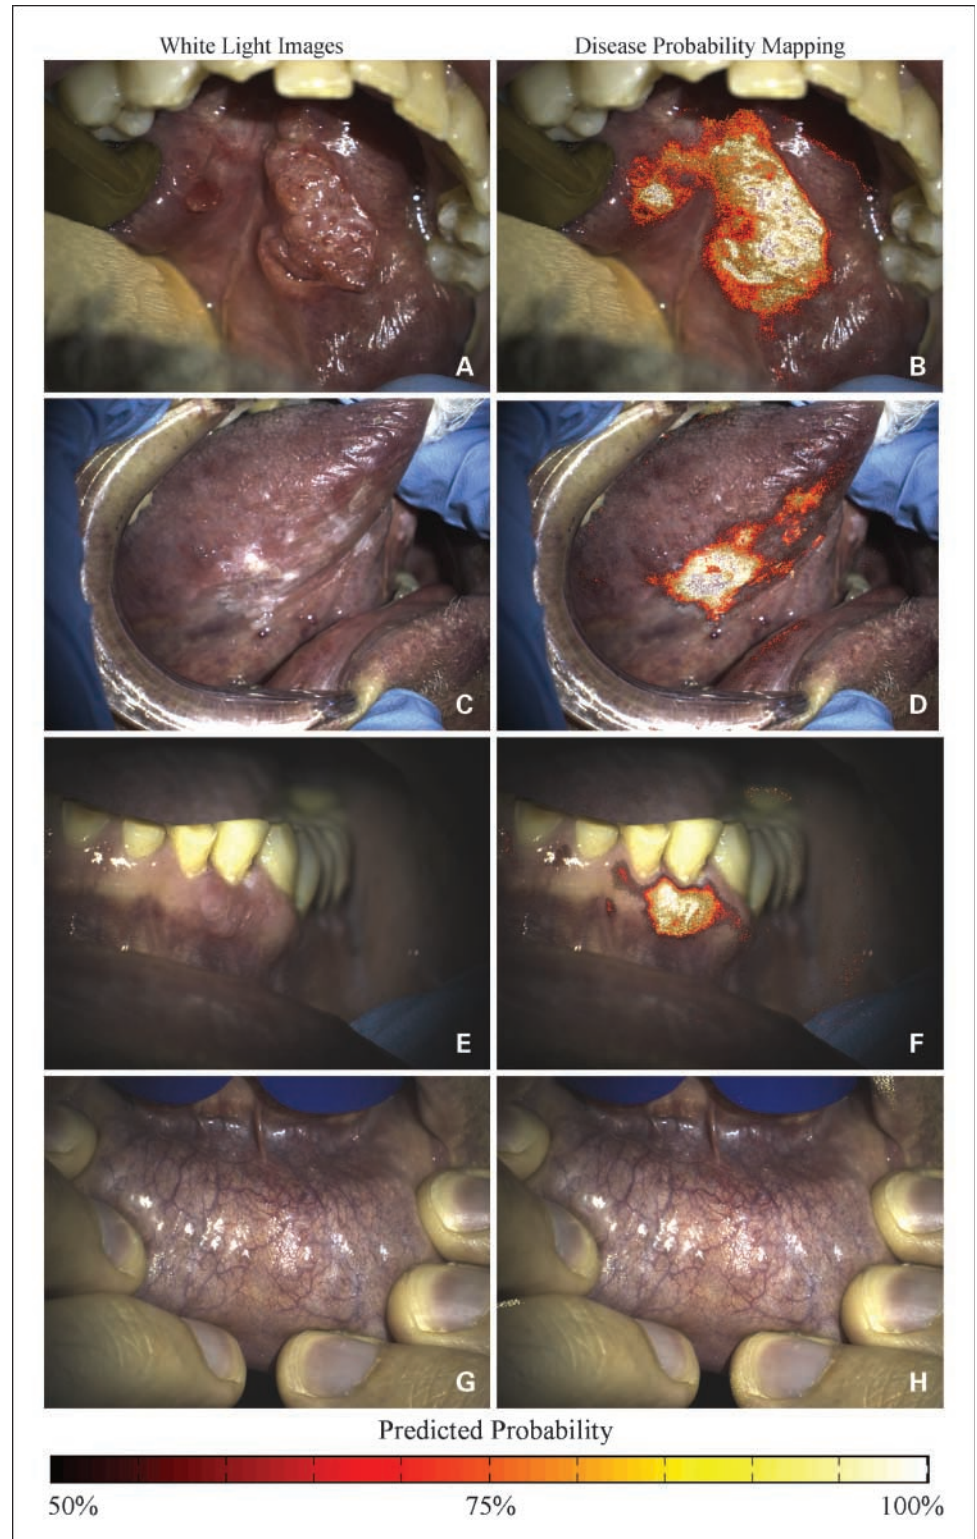 White Light Images
Disease Probability Mapping
A
B
C
D
E
F
G
H
Predicted Probability
50%
75%
100%